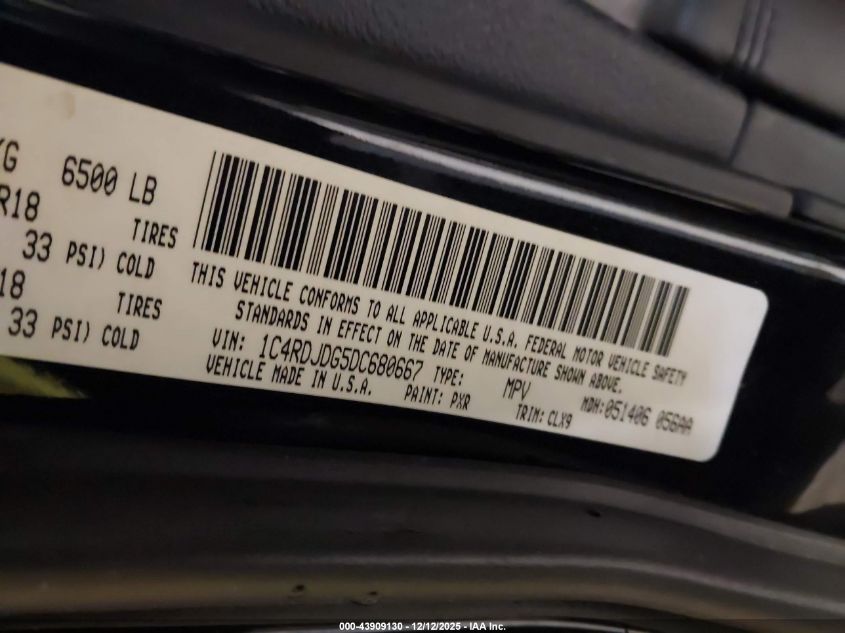 KG 6500 LB
R18 TIRES
33 PSI) COLD
18 TIRES
33 PSI) COLD
THIS VEHICLE CONFORMS TO ALL APPLICABLE U.S.A. FEDERAL MOTOR VEHICLE SAFETY
STANDARDS IN EFFECT ON THE DATE OF MANUFACTURE SHOWN ABOVE.
VIN: 1C4RDJDG5DC680667 TYPE: MPV MDH:051406 056AA
VEHICLE MADE IN U.S.A. PAINT: PXR TRIM: CLX9
000-43909130 - 12/12/2025 - IAA Inc.